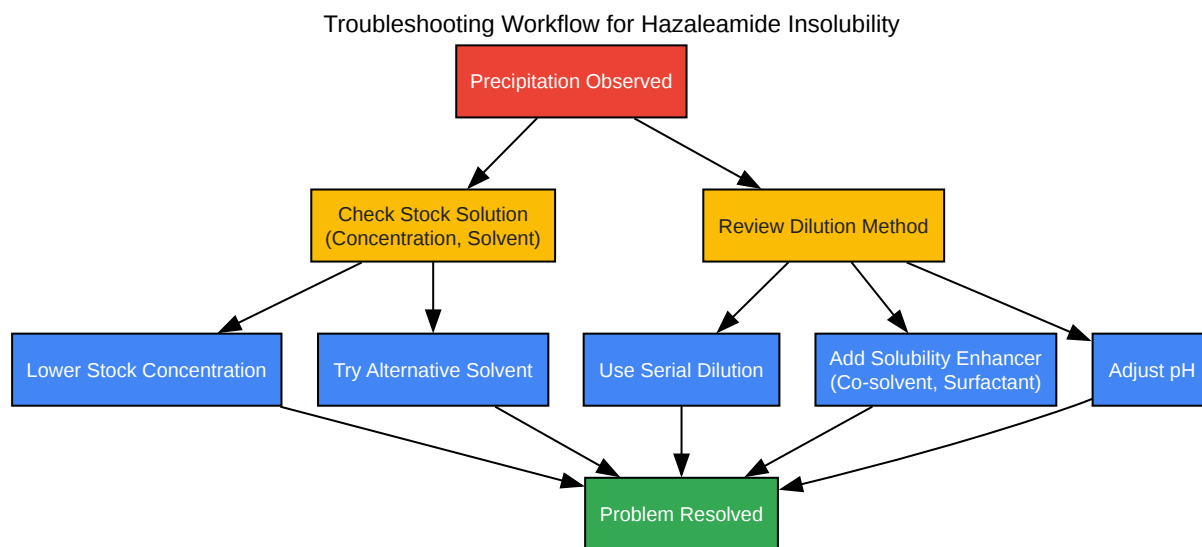 Troubleshooting Workflow for Hazaleamide Insolubility
Precipitation Observed
Check Stock Solution
(Concentration, Solvent)
Review Dilution Method
Lower Stock Concentration
Try Alternative Solvent
Use Serial Dilution
Add Solubility Enhancer
(Co-solvent, Surfactant)
Adjust pH
Problem Resolved